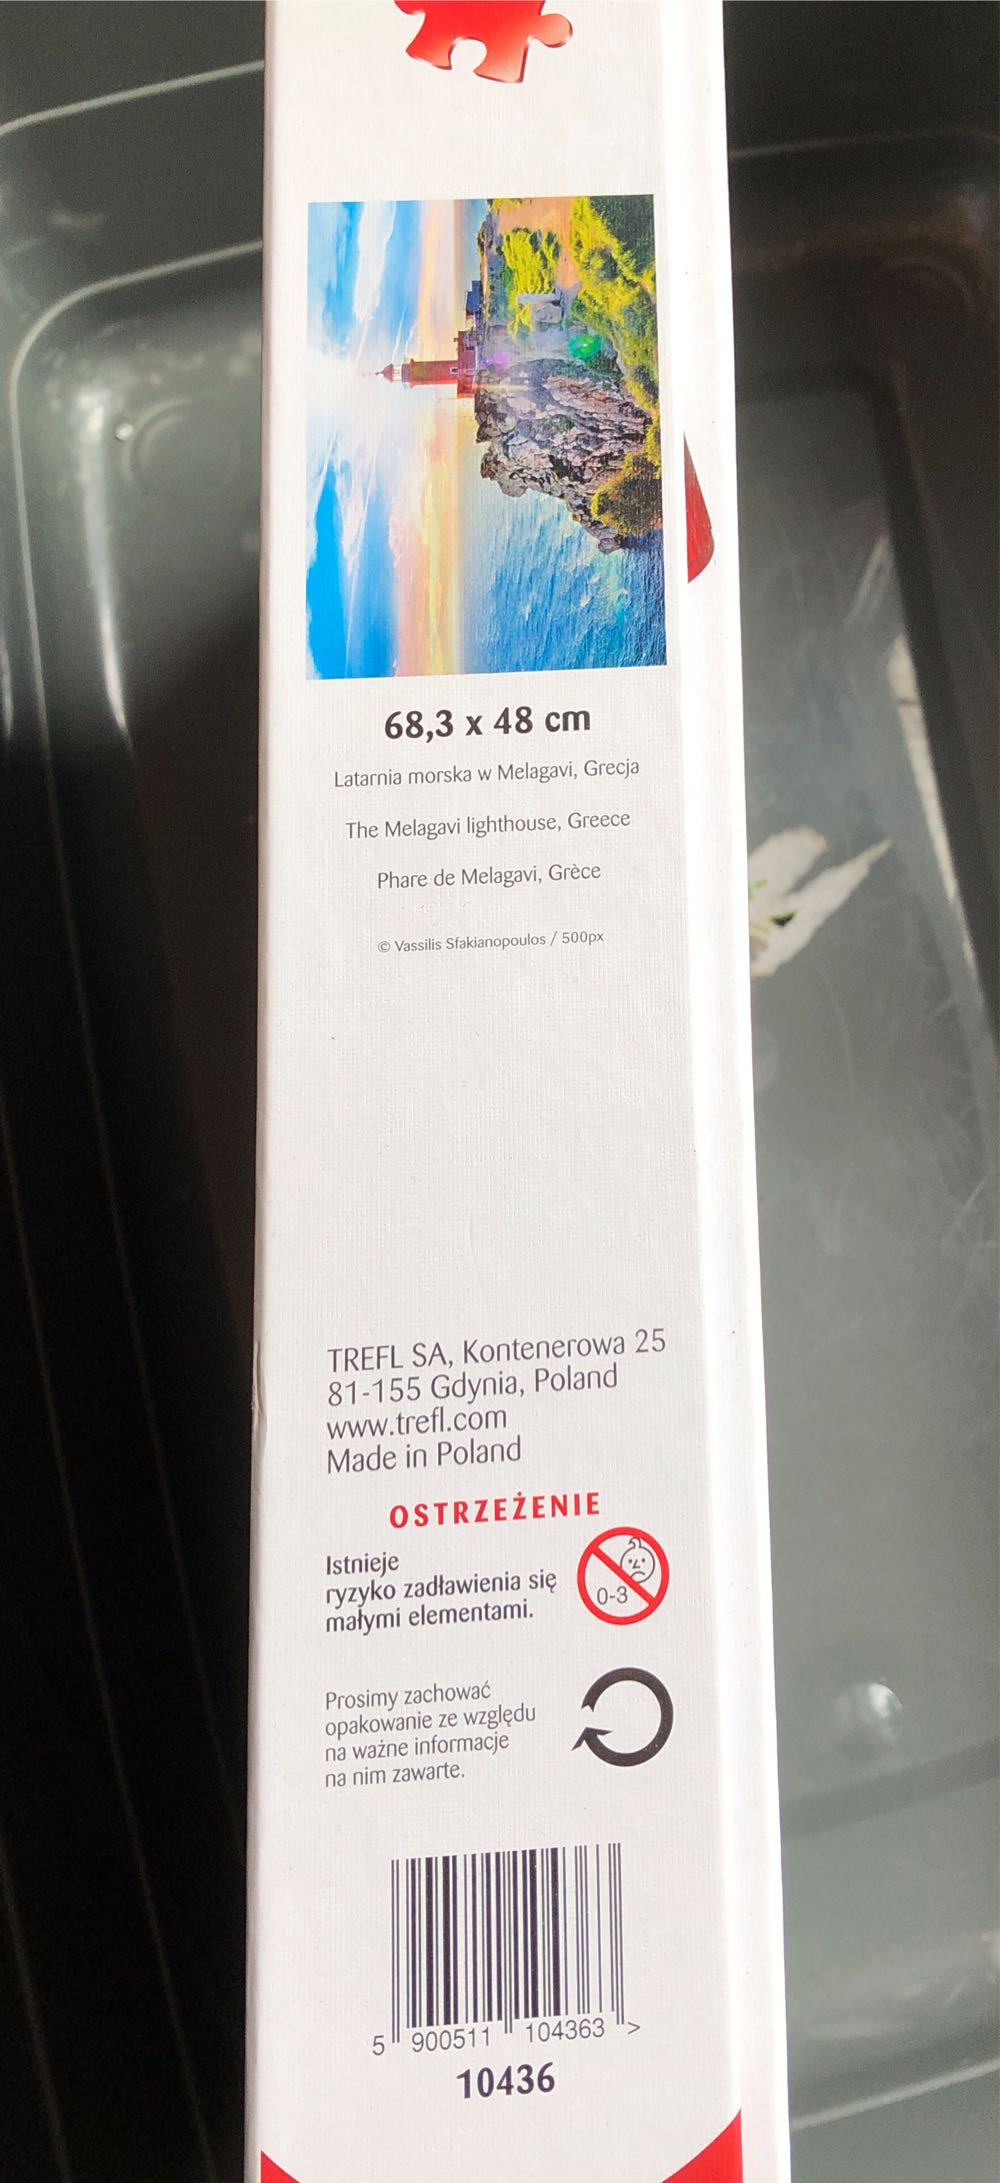 68,3 x 48 cm
Latarnia morska w Melagavi, Grecja
The Melagavi lighthouse, Greece
Phare de Melagavi, Grèce
© Vassilis Sfakianopoulos / 500px
TREFL SA, Kontenerowa 25
81-155 Gdynia, Poland
www.trefl.com
Made in Poland
OSTRZEŻENIE
Istnieje
ryzyko zadławienia się
małymi elementami.
0-3
Prosimy zachować
opakowanie ze względu
na ważne informacje
na nim zawarte.
5 900511 104363 >
10436